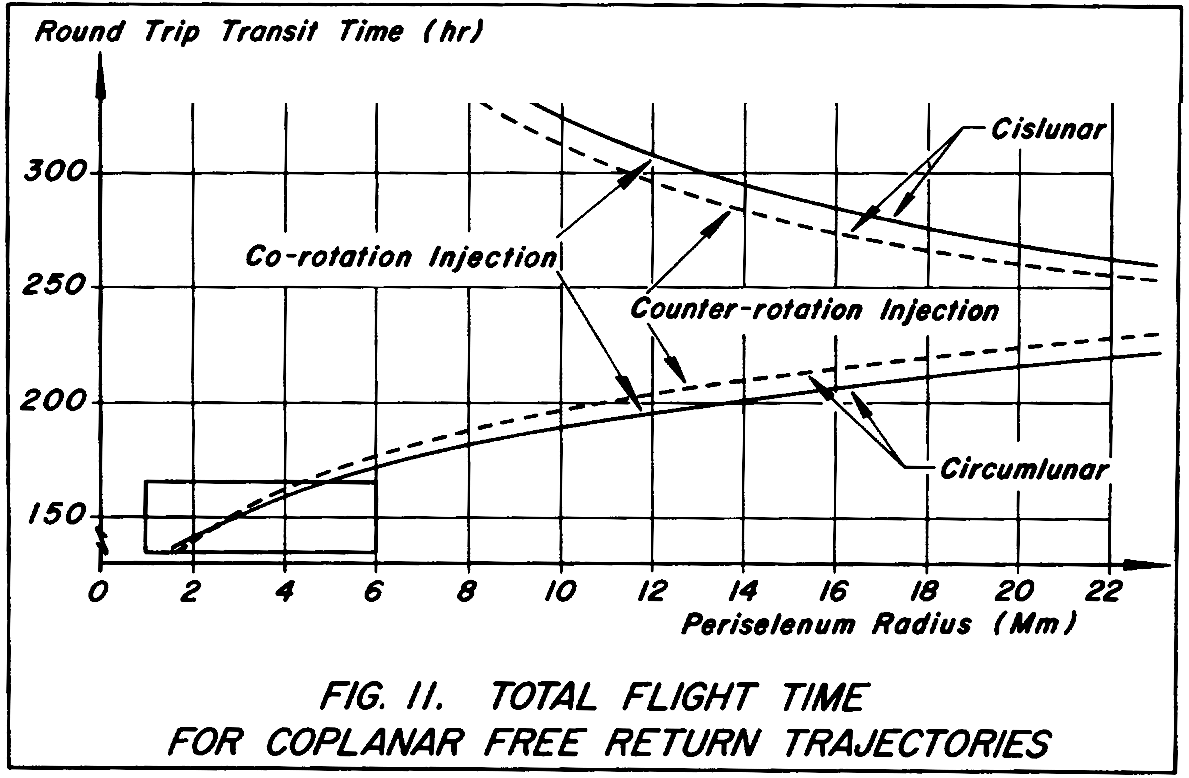 Round Trip Transit Time (hr)
Cislunar
300
Co-rotation Injection
250
Counter-rotation Injection
200
Circumlunar
150
0 2 4 6 8 10 12 14 16 18 20 22
Periselenum Radius (Mm)
FIG. 11. TOTAL FLIGHT TIME
FOR COPLANAR FREE RETURN TRAJECTORIES